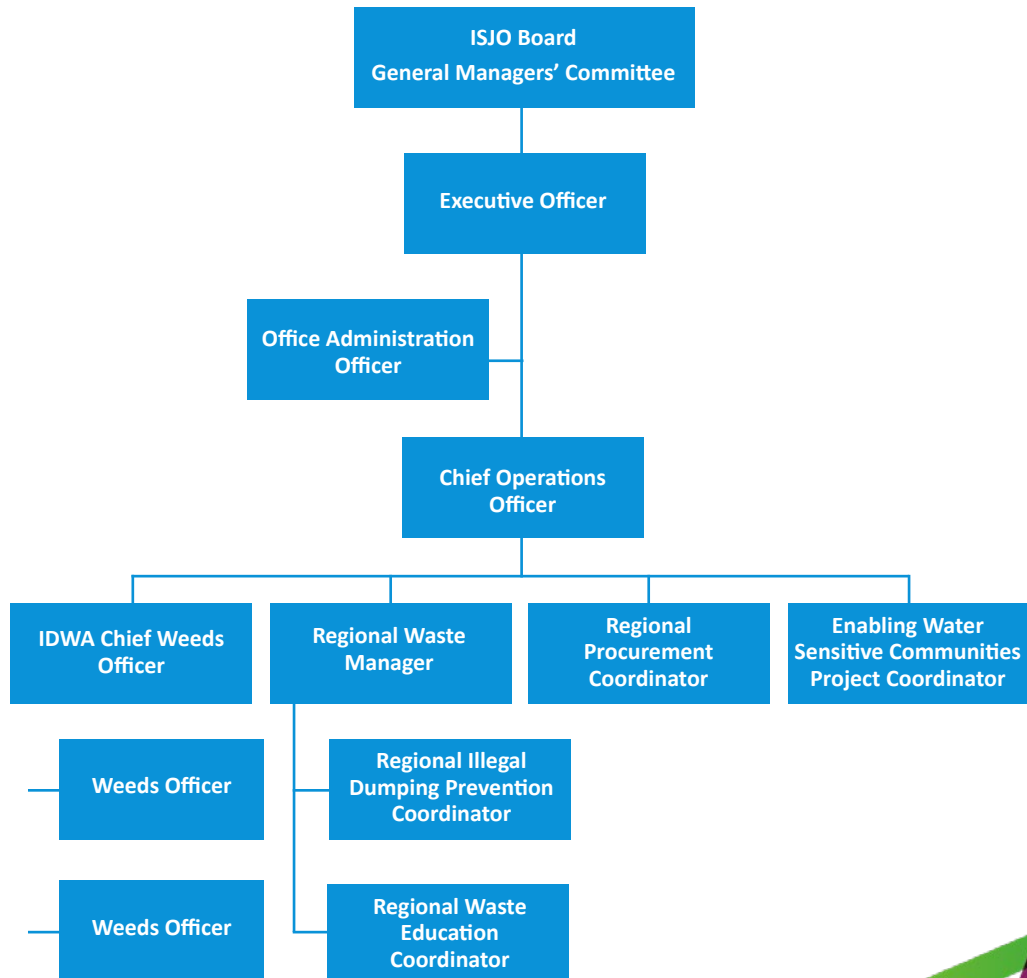 ISJO Board
General Managers’ Committee
Executive Officer
Office Administration
Officer
Chief Operations
Officer
IDWA Chief Weeds
Officer
Regional Waste
Manager
Regional
Procurement
Coordinator
Enabling Water
Sensitive Communities
Project Coordinator
Weeds Officer
Regional Illegal
Dumping Prevention
Coordinator
Weeds Officer
Regional Waste
Education
Coordinator